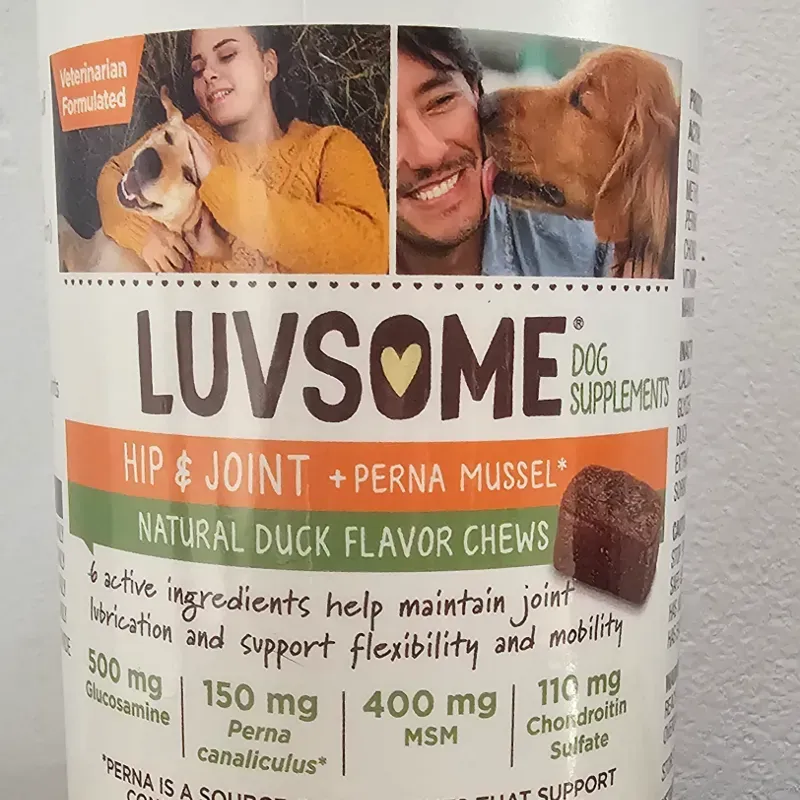 Veterinarian
Formulated
LUVSOME®
DOG
SUPPLEMENTS
HIP & JOINT + PERNA MUSSEL*
NATURAL DUCK FLAVOR CHEWS
6 active ingredients help maintain joint
lubrication and support flexibility and mobility
500 mg
Glucosamine
150 mg
Perna
canaliculus*
400 mg
MSM
110 mg
Chondroitin
Sulfate
*PERNA IS A THAT SUPPORT